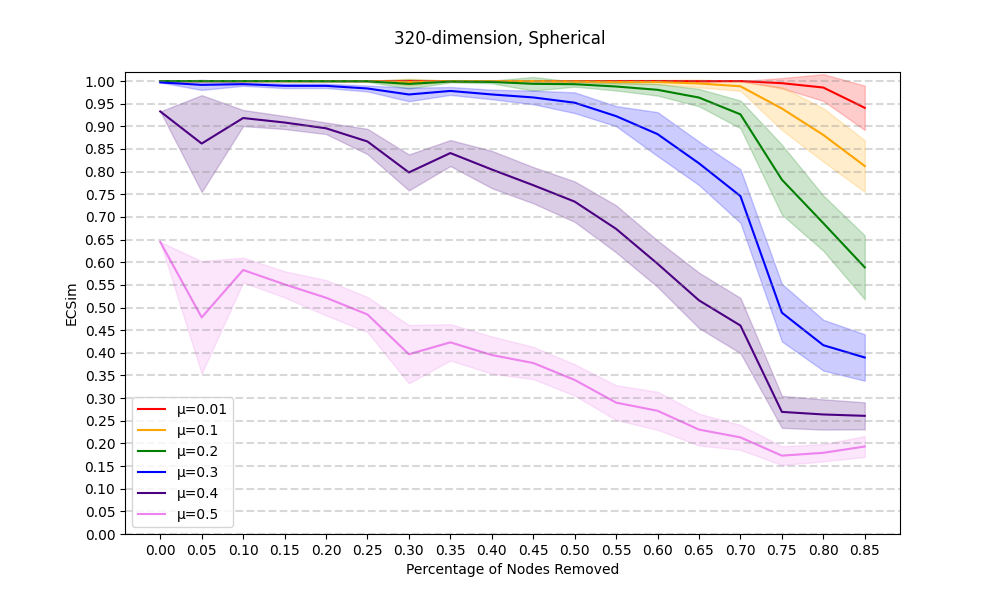 320-dimension, Spherical
ECSim
1.00
0.95
0.90
0.85
0.80
0.75
0.70
0.65
0.60
0.55
0.50
0.45
0.40
0.35
0.30
0.25
0.20
0.15
0.10
0.05
0.00
μ=0.01
μ=0.1
μ=0.2
μ=0.3
μ=0.4
μ=0.5
0.00 0.05 0.10 0.15 0.20 0.25 0.30 0.35 0.40 0.45 0.50 0.55 0.60 0.65 0.70 0.75 0.80 0.85
Percentage of Nodes Removed